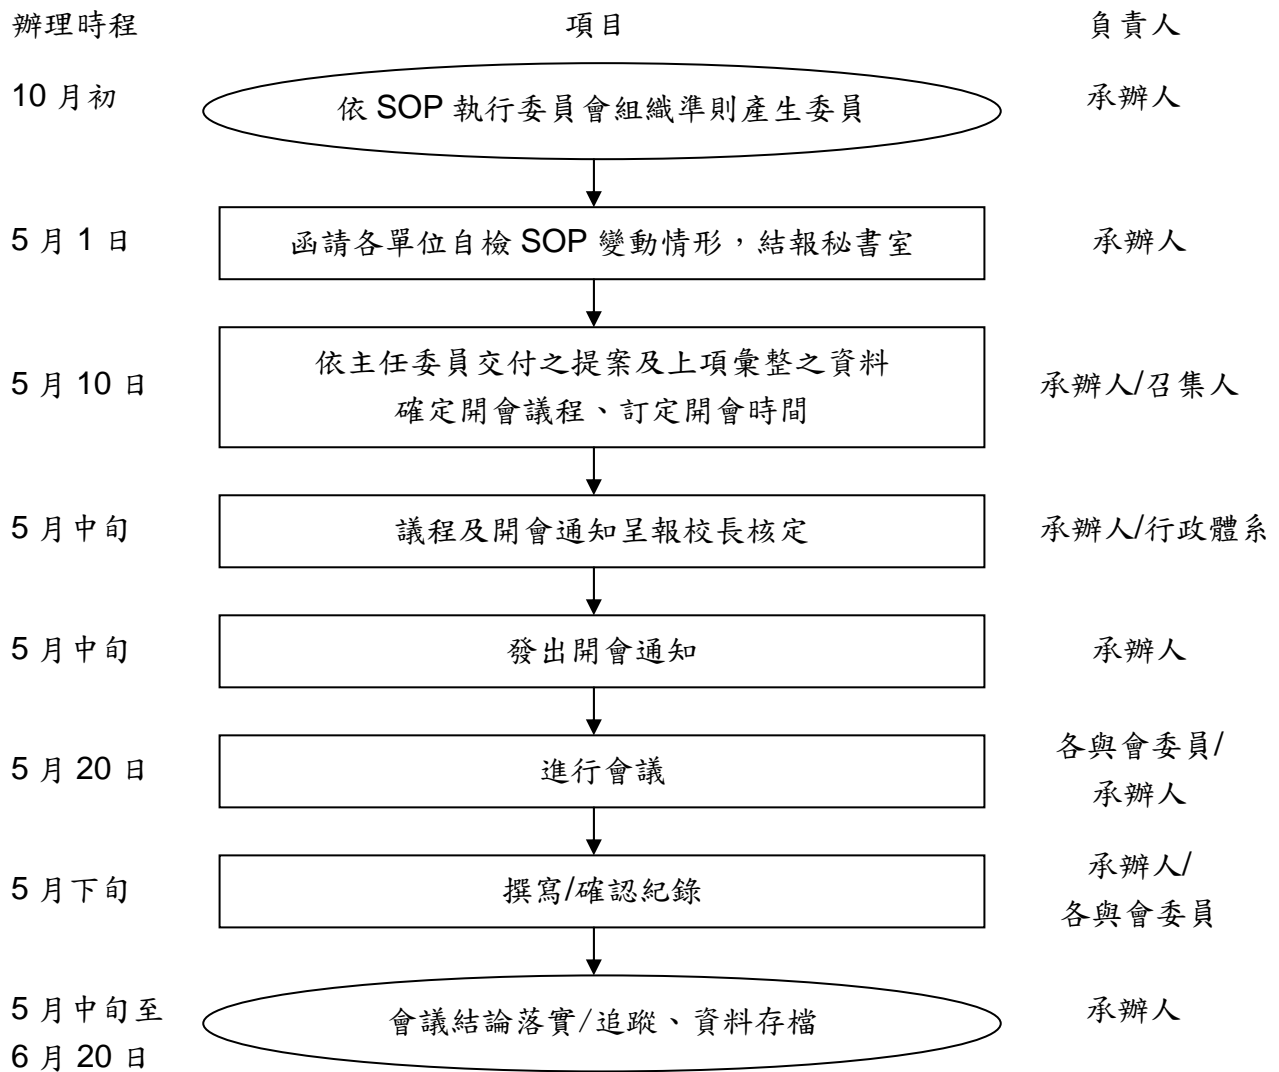 辦理時程 項目 負責人
10 月初 依 SOP 執行委員會組織準則產生委員 承辦人
5 月 1 日 函請各單位自檢 SOP 變動情形，結報秘書室 承辦人
依主任委員交付之提案及上項彙整之資料
5 月 10 日 承辦人/召集人
確定開會議程、訂定開會時間
5 月中旬 議程及開會通知呈報校長核定 承辦人/行政體系
5 月中旬 發出開會通知 承辦人
各與會委員/
5 月 20 日 進行會議
承辦人
承辦人/
5 月下旬 撰寫/確認紀錄
各與會委員
5 月中旬至 會議結論落實/追蹤、資料存檔 承辦人
6 月 20 日